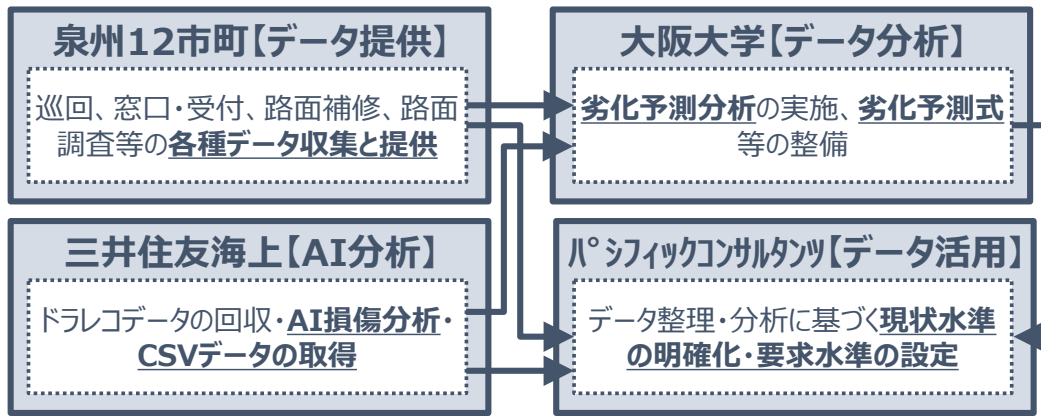 泉州12市町【データ提供】
巡回、窓口・受付、路面補修、路面
調査等の各種データ収集と提供
大阪大学【データ分析】
劣化予測分析の実施、劣化予測式
等の整備
三井住友海上【AI分析】
ドラレコデータの回収・AI損傷分析・
CSVデータの取得
ﾊﾟｼﾌｨｯｸｺﾝｻﾙﾀﾝﾂ【データ活用】
データ整理・分析に基づく現状水準
の明確化・要求水準の設定